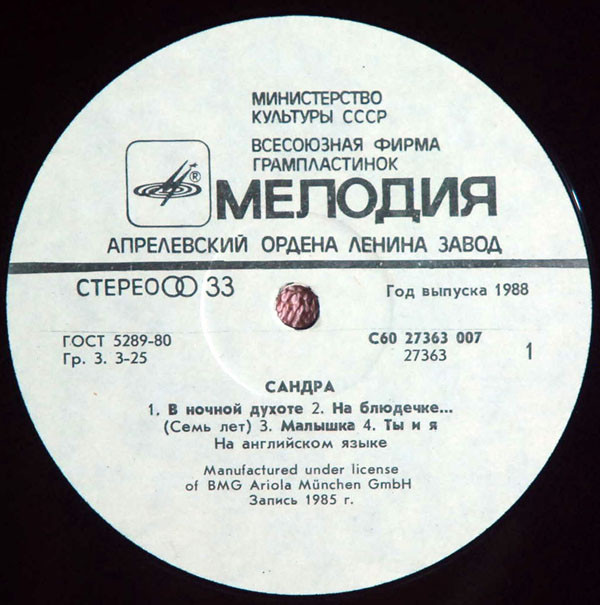 МИНИСТЕРСТВО
КУЛЬТУРЫ СССР
ВСЕСОЮЗНАЯ ФИРМА
ГРАМПЛАСТИНОК
®
МЕЛОДИЯ
АПРЕЛЕВСКИЙ ОРДЕНА ЛЕНИНА ЗАВОД
СТЕРЕО 33
Год выпуска 1988
ГОСТ 5289-80
Гр. 3. 3-25
С60 27363 007
27363
1
САНДРА
1. В ночной духоте 2. На блюдечке...
(Семь лет) 3. Малышка 4. Ты и я
На английском языке
Manufactured under license
of BMG Ariola München GmbH
Запись 1985 г.